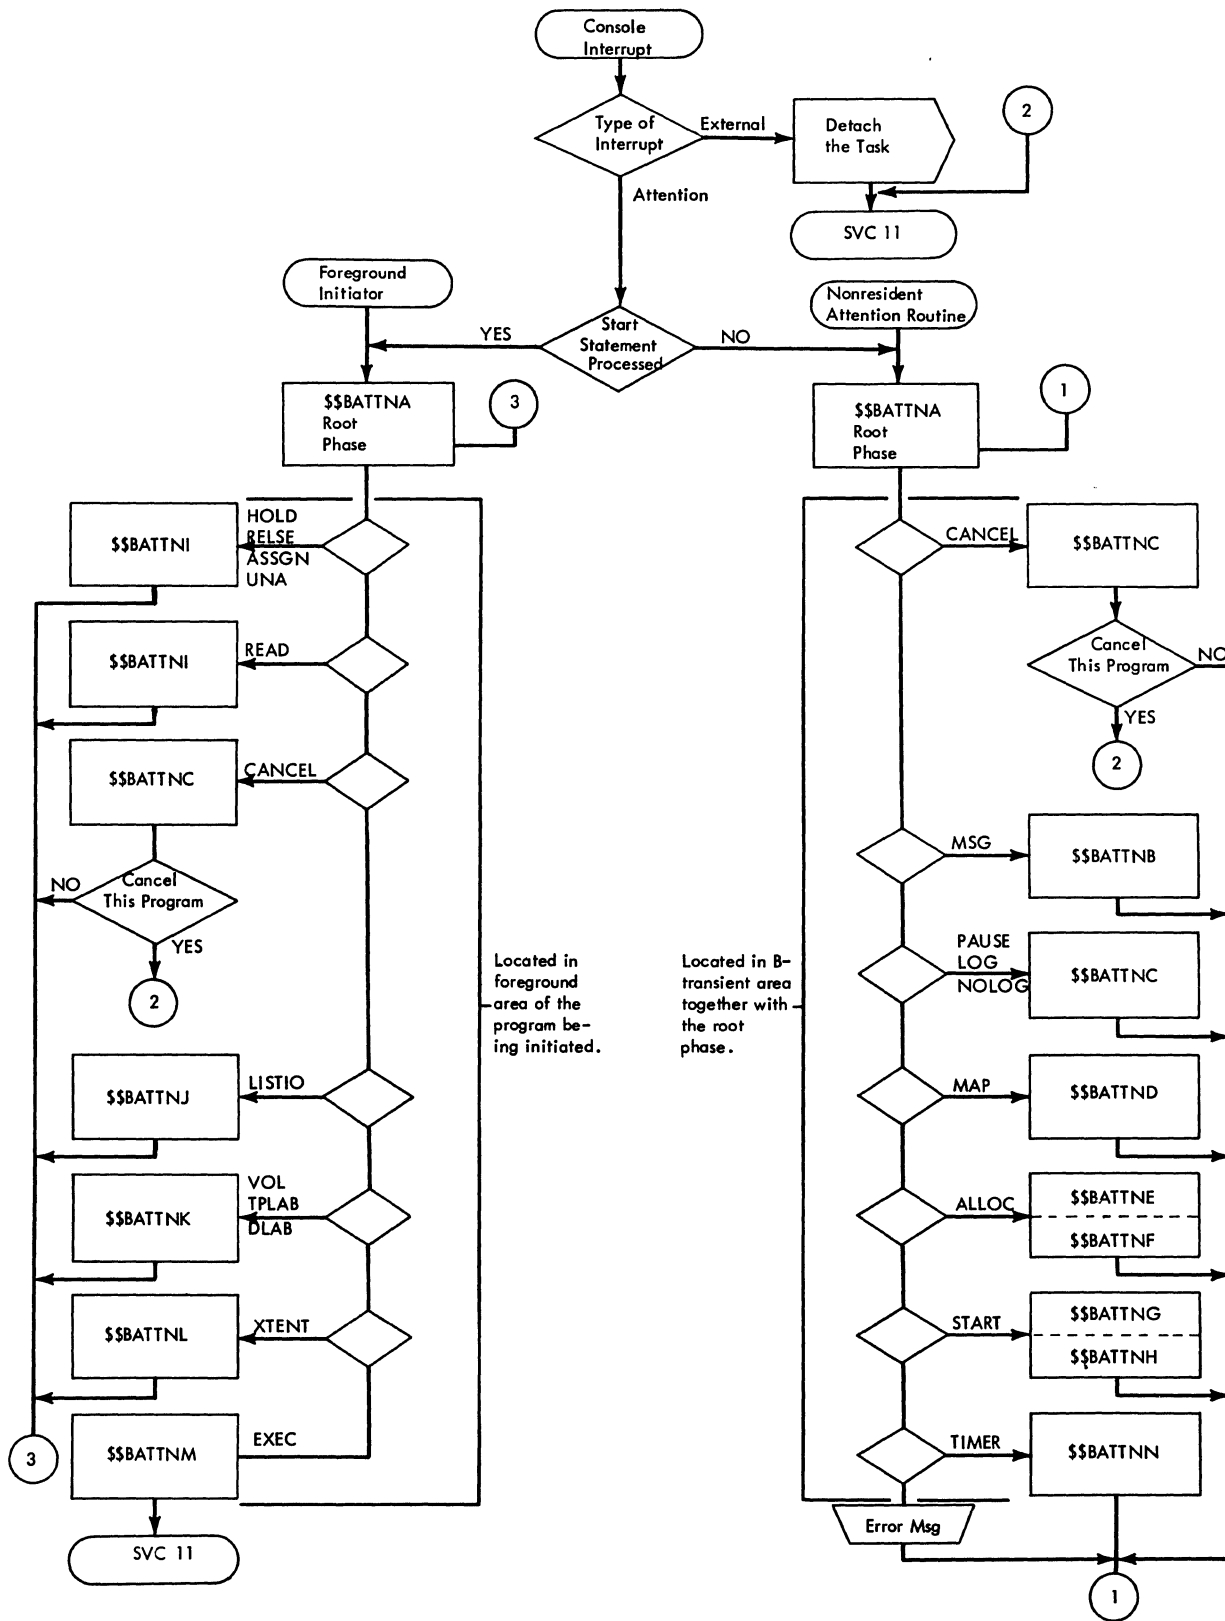 Console
Interrupt
Type of
Interrupt
External
Detach
the Task
2
Attention
SVC 11
Foreground
Initiator
Nonresident
Attention Routine
YES
Start
Statement
Processed
NO
$$BATTNA
Root
Phase
3
$$BATTNA
Root
Phase
1
$$BATTNI
HOLD
RELSE
ASSGN
UNA
CANCEL
$$BATTNC
$$BATTNI
READ
Cancel
This Program
NO
YES
2
$$BATTNC
CANCEL
MSG
$$BATTNB
NO
Cancel
This Program
YES
2
Located in
foreground
area of the
program be-
ing initiated.
Located in B-
transient area
together with
the root
phase.
PAUSE
LOG
NOLOG
$$BATTNC
$$BATTNJ
LISTIO
MAP
$$BATTND
$$BATTNK
VOL
TPLAB
DLAB
ALLOC
$$BATTNE
$$BATTNF
$$BATTNL
XTENT
START
$$BATTNG
$$BATTNH
3
$$BATTNM
EXEC
TIMER
$$BATTNN
SVC 11
Error Msg
1